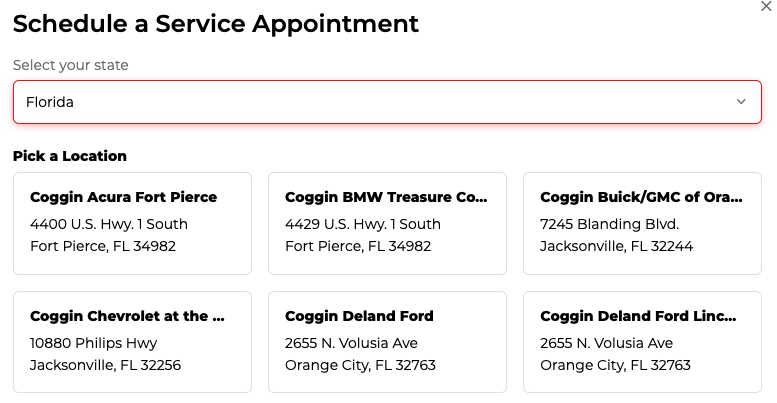 Schedule a Service Appointment
Select your state
Florida
Pick a Location
Coggin Acura Fort Pierce
4400 U.S. Hwy. 1 South
Fort Pierce, FL 34982
Coggin BMW Treasure Co...
4429 U.S. Hwy. 1 South
Fort Pierce, FL 34982
Coggin Buick/GMC of Ora...
7245 Blanding Blvd.
Jacksonville, FL 32244
Coggin Chevrolet at the ...
10880 Philips Hwy
Jacksonville, FL 32256
Coggin Deland Ford
2655 N. Volusia Ave
Orange City, FL 32763
Coggin Deland Ford Linc...
2655 N. Volusia Ave
Orange City, FL 32763